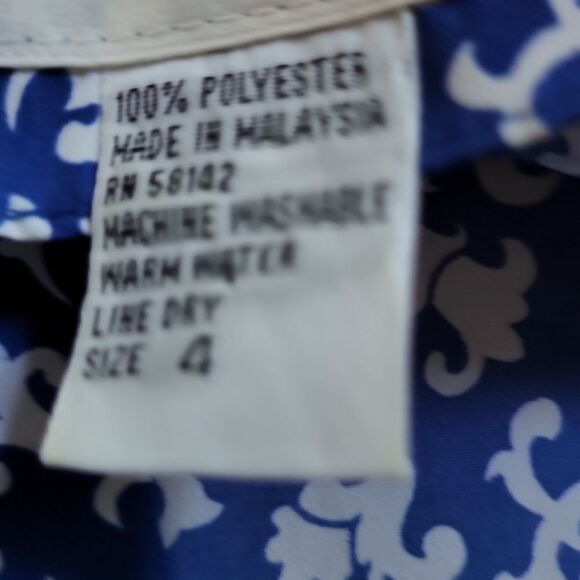 100% POLYESTER
MADE IN MALAYSIA
RN 58142
MACHINE WASHABLE
WARM WATER
LINE DRY
SIZE 4